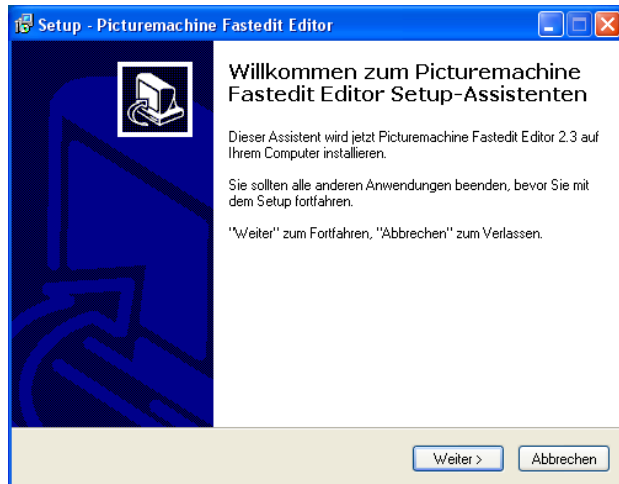 Setup - Picturemachine Fastedit Editor
Willkommen zum Picturemachine
Fastedit Editor Setup-Assistenten
Dieser Assistent wird jetzt Picturemachine Fastedit Editor 2.3 auf
Ihrem Computer installieren.
Sie sollten alle anderen Anwendungen beenden, bevor Sie mit
dem Setup fortfahren.
"Weiter" zum Fortfahren, "Abbrechen" zum Verlassen.
Weiter >
Abbrechen